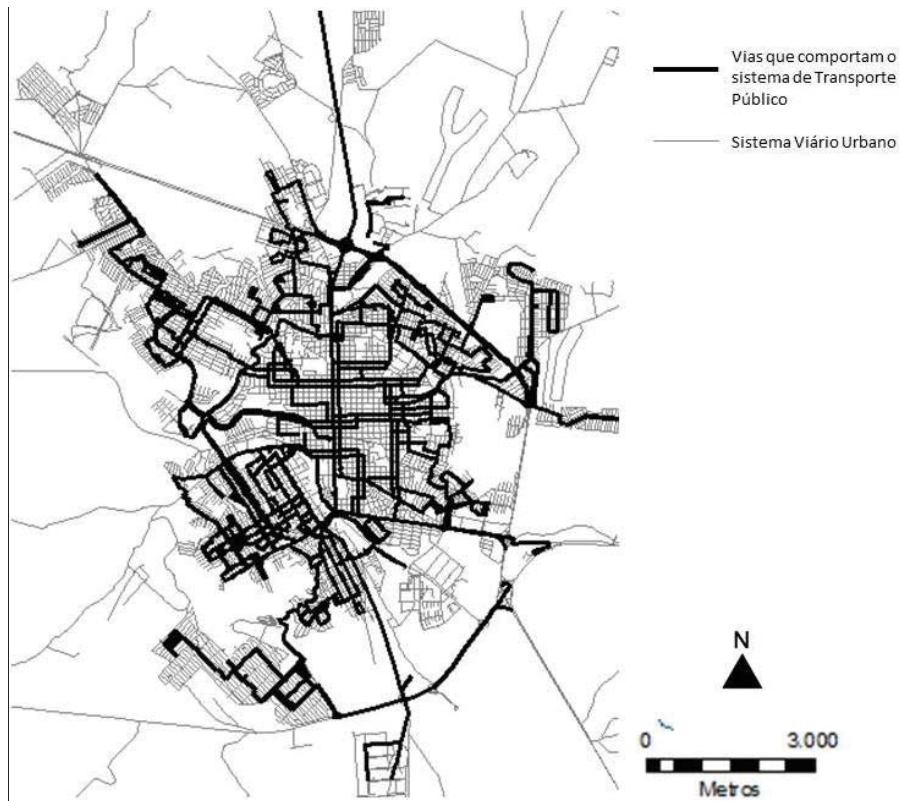 Vias que comportam o
sistema de Transporte
Público
Sistema Viário Urbano
N
0 3.000
Metros